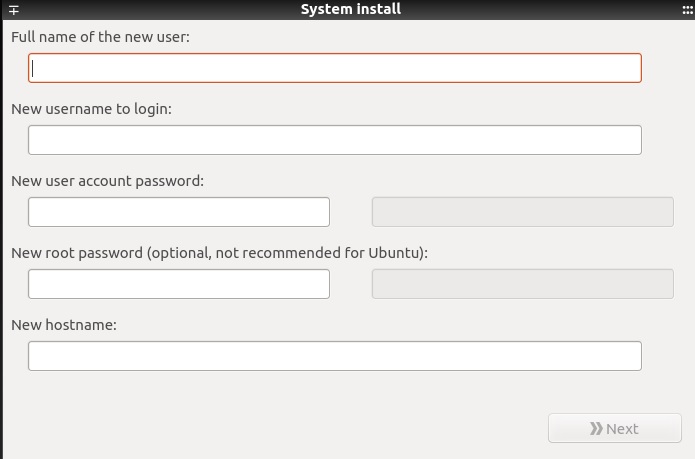 System install
Full name of the new user:
New username to login:
New user account password:
New root password (optional, not recommended for Ubuntu):
New hostname:
Next